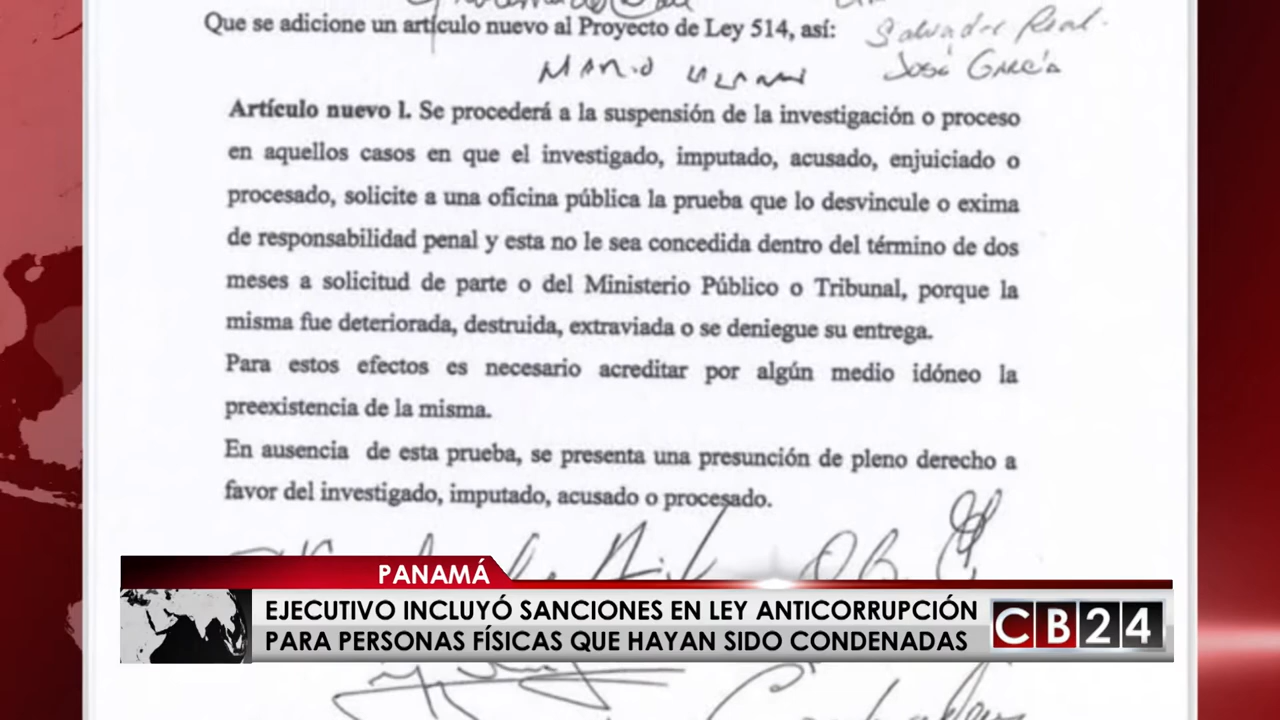 Que se adicione un artículo nuevo al Proyecto de Ley 514, así:
Salvador Real
José García
MARIO
Artículo nuevo 1. Se procederá a la suspensión de la investigación o proceso
en aquellos casos en que el investigado, imputado, acusado, enjuiciado o
procesado, solicite a una oficina pública la prueba que lo desvincule o exima
de responsabilidad penal y esta no le sea concedida dentro del término de dos
meses a solicitud de parte o del Ministerio Público o Tribunal, porque la
misma fue deteriorada, destruida, extraviada o se deniegue su entrega.
Para estos efectos es necesario acreditar por algún medio idóneo la
preexistencia de la misma.
En ausencia de esta prueba, se presenta una presunción de pleno derecho a
favor del investigado, imputado, acusado o procesado.
PANAMÁ
EJECUTIVO INCLUYÓ SANCIONES EN LEY ANTICORRUPCIÓN
PARA PERSONAS FÍSICAS QUE HAYAN SIDO CONDENADAS
CB24